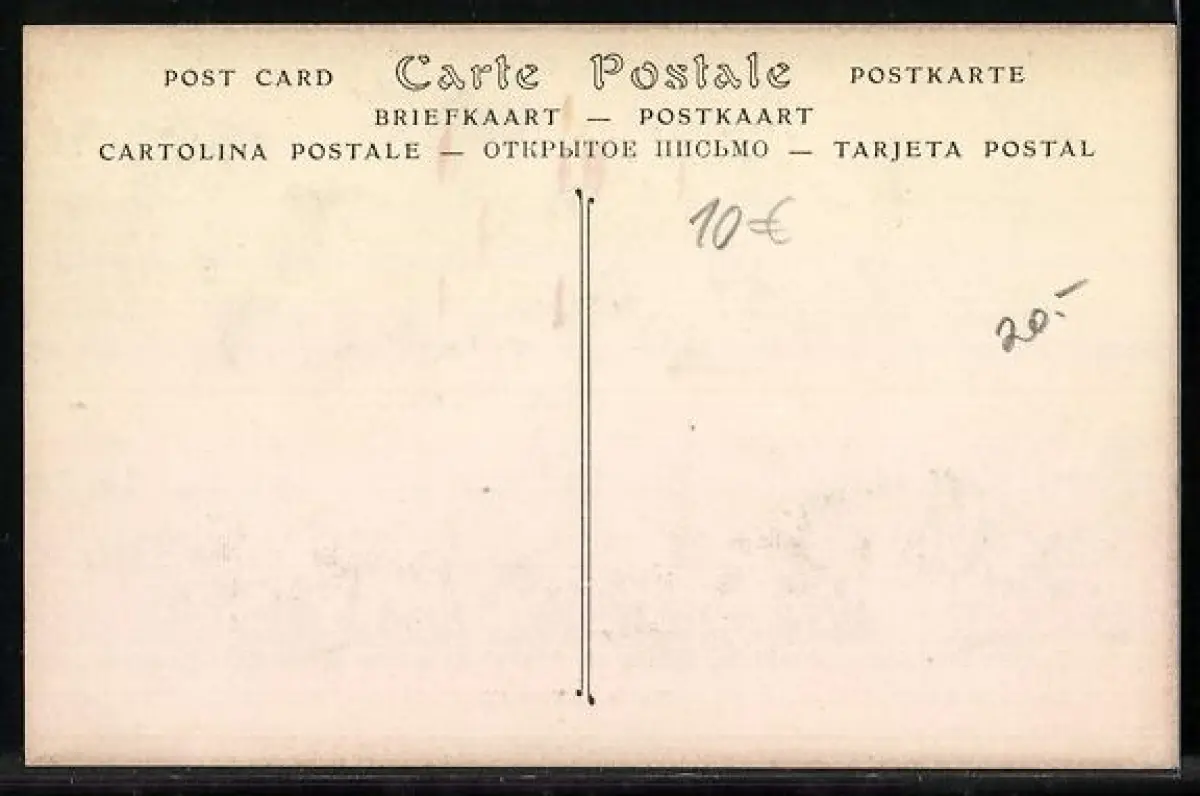 POST CARD Carte Postale POSTKARTE
BRIEFKAART — POSTKAART
CARTOLINA POSTALE — ОТКРЫТОЕ ПИСЬМО — TARJETA POSTAL
10€
20.-